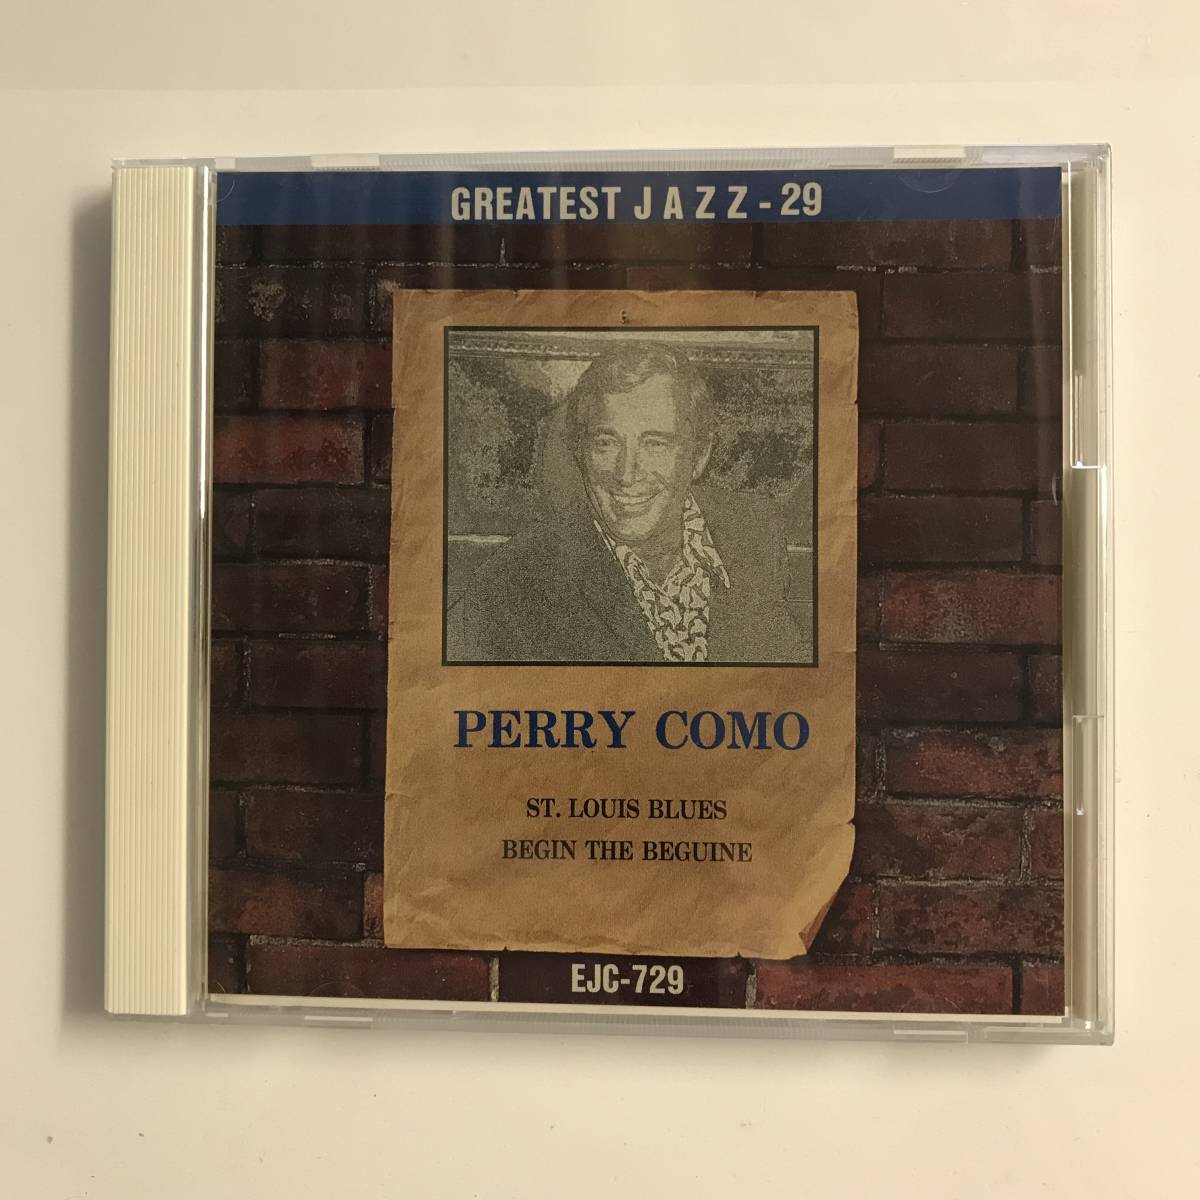 GREATEST JAZZ - 29
PERRY COMO
ST. LOUIS BLUES
BEGIN THE BEGUINE
EJC-729